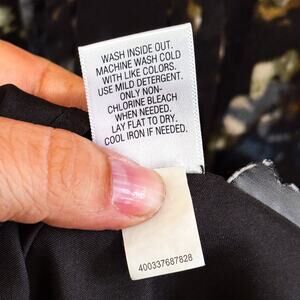 WASH INSIDE OUT.
MACHINE WASH COLD
WITH LIKE COLORS.
USE MILD DETERGENT.
ONLY NON-
CHLORINE BLEACH
WHEN NEEDED.
LAY FLAT TO DRY.
COOL IRON IF NEEDED.
400337687828